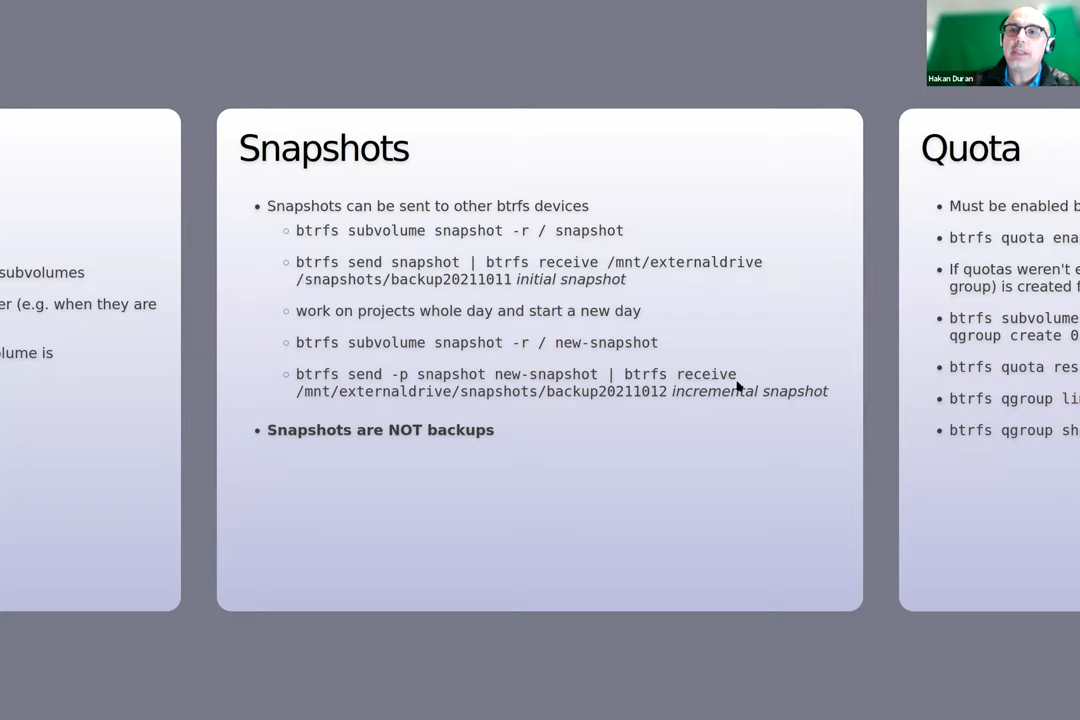 Hakan Duran
subvolumes
er (e.g. when they are
lume is
Snapshots
• Snapshots can be sent to other btrfs devices
◦ btrfs subvolume snapshot -r / snapshot
◦ btrfs send snapshot | btrfs receive /mnt/externaldrive
/snapshots/backup20211011 initial snapshot
◦ work on projects whole day and start a new day
◦ btrfs subvolume snapshot -r / new-snapshot
◦ btrfs send -p snapshot new-snapshot | btrfs receive
/mnt/externaldrive/snapshots/backup20211012 incremental snapshot
• Snapshots are NOT backups
Quota
• Must be enabled b
• btrfs quota ena
• If quotas weren't e
group) is created f
• btrfs subvolume
qgroup create 0
• btrfs quota res
• btrfs qgroup li
• btrfs qgroup sh